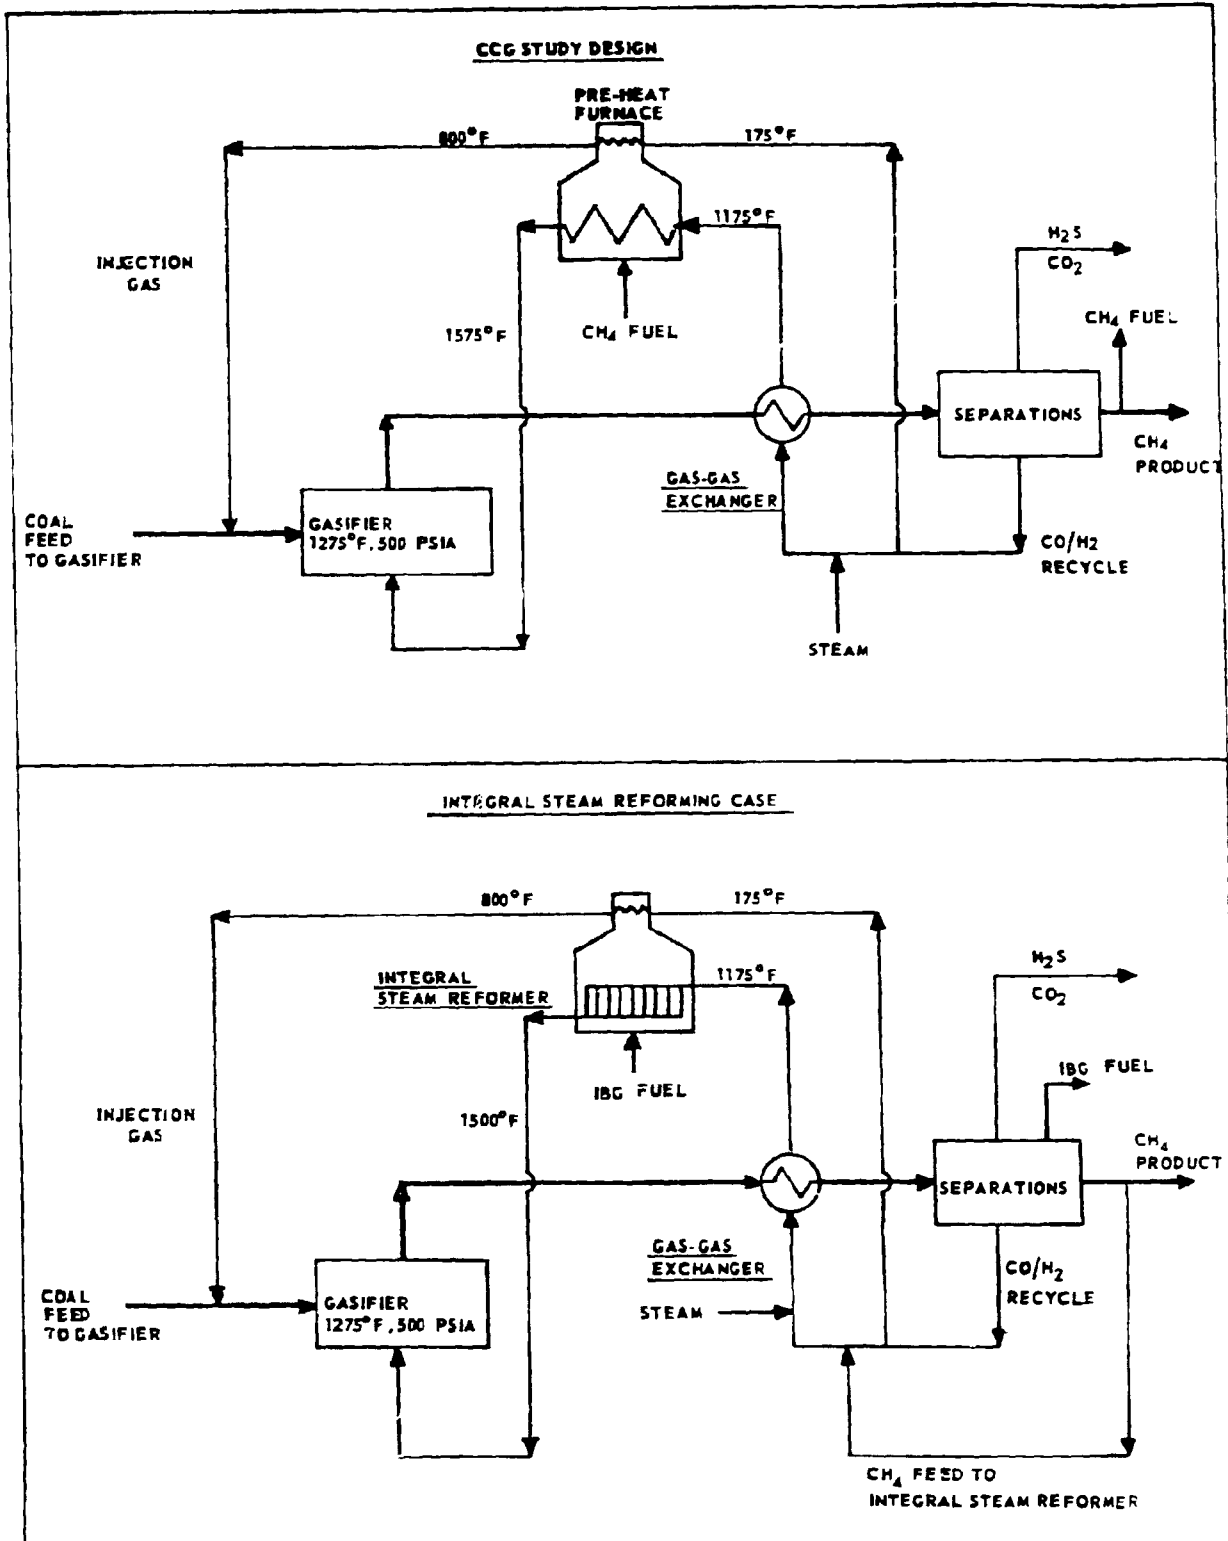 CCG STUDY DESIGN
PRE-HEAT
FURNACE
800°F
175°F
1175°F
H2S
CO2
INJECTION
GAS
CH4 FUEL
1575°F
CH4 FUEL
SEPARATIONS
CH4
PRODUCT
GAS-GAS
EXCHANGER
COAL
FEED
TO GASIFIER
GASIFIER
1275°F, 500 PSIA
CO/H2
RECYCLE
STEAM
INTEGRAL STEAM REFORMING CASE
800°F
175°F
INTEGRAL
STEAM REFORMER
1175°F
H2S
CO2
IBG FUEL
IBG FUEL
INJECTION
GAS
1500°F
CH4
PRODUCT
SEPARATIONS
GAS-GAS
EXCHANGER
CO/H2
RECYCLE
COAL
FEED
TO GASIFIER
GASIFIER
1275°F, 500 PSIA
STEAM
CH4 FEED TO
INTEGRAL STEAM REFORMER